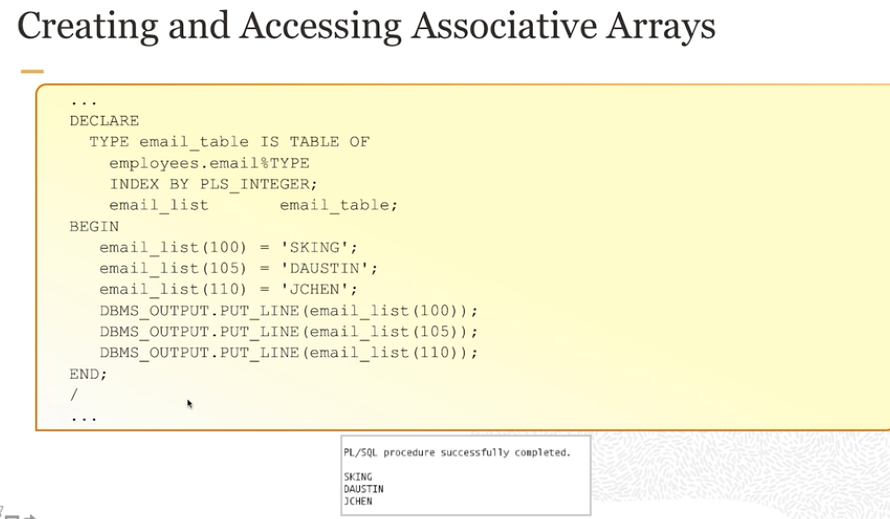 Creating and Accessing Associative Arrays
...
DECLARE
TYPE email_table IS TABLE OF
employees.email%TYPE
INDEX BY PLS_INTEGER;
email_list email_table;
BEGIN
email_list(100) = 'SKING';
email_list(105) = 'DAUSTIN';
email_list(110) = 'JCHEN';
DBMS_OUTPUT.PUT_LINE(email_list(100));
DBMS_OUTPUT.PUT_LINE(email_list(105));
DBMS_OUTPUT.PUT_LINE(email_list(110));
END;
/
...
PL/SQL procedure successfully completed.
SKING
DAUSTIN
JCHEN